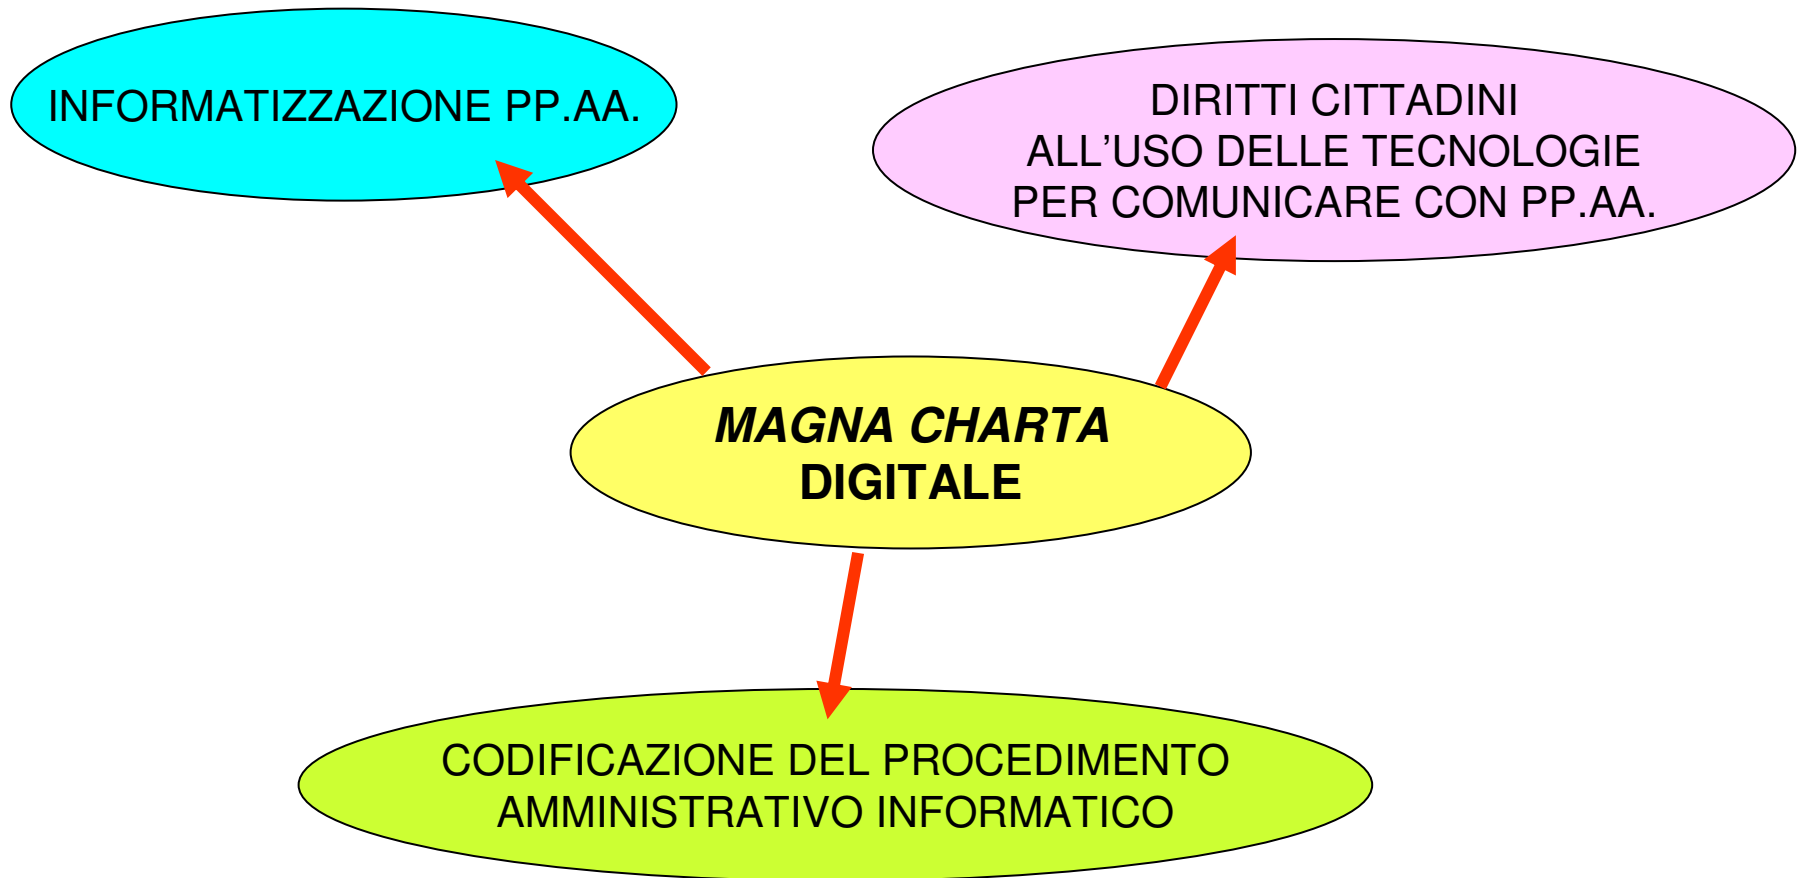 INFORMATIZZAZIONE PP.AA.
DIRITTI CITTADINI
ALL’USO DELLE TECNOLOGIE
PER COMUNICARE CON PP.AA.
MAGNA CHARTA
DIGITALE
CODIFICAZIONE DEL PROCEDIMENTO
AMMINISTRATIVO INFORMATICO